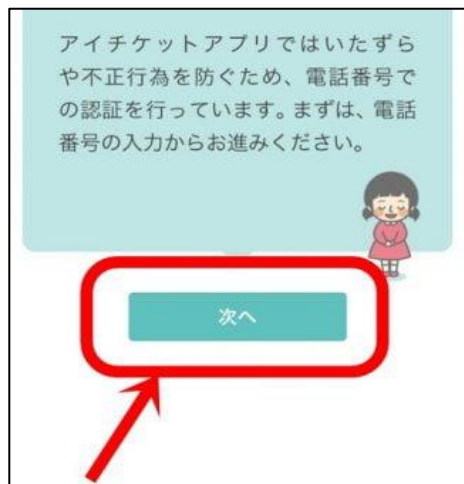 アイチケットアプリではいたずら
や不正行為を防ぐため、電話番号で
の認証を行っています。まずは、電話
番号の入力からお進みください。
次へ